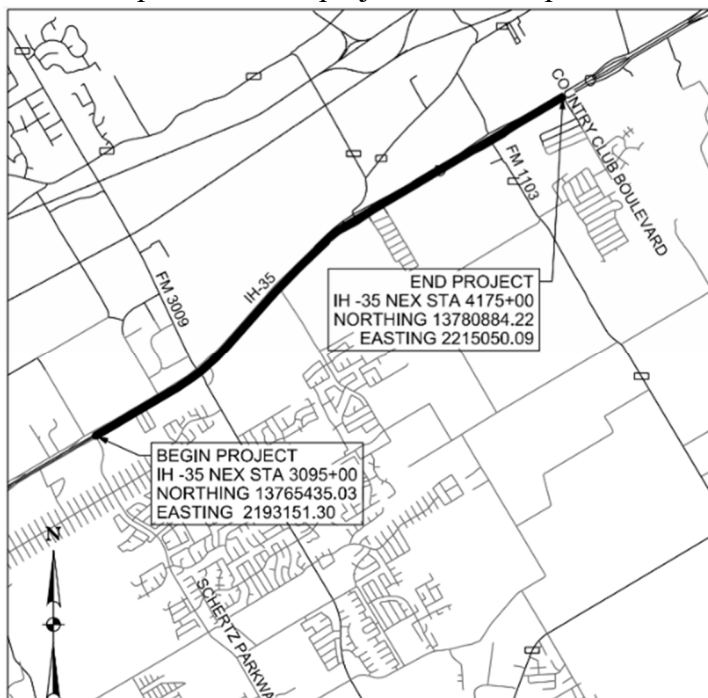 COUNTRY CLUB BOULEVARD
FM 1103
END PROJECT
IH -35 NEX STA 4175+00
NORTHING 13780884.22
EASTING 2215050.09
IH-35
FM 3009
BEGIN PROJECT
IH -35 NEX STA 3095+00
NORTHING 13765435.03
EASTING 2193151.30
N
SCHERTZ PARKWA